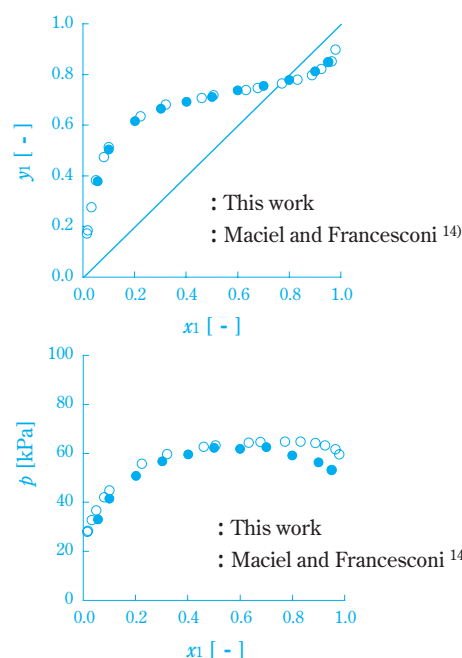 1.0
0.8
0.6
0.4
0.2
0.0
y1 [ - ]
: This work
: Maciel and Francesconi 14)
0.0 0.2 0.4 0.6 0.8 1.0
x1 [ - ]
100
80
60
40
20
0
p [kPa]
: This work
: Maciel and Francesconi 14
0.0 0.2 0.4 0.6 0.8 1.0
x1 [ - ]